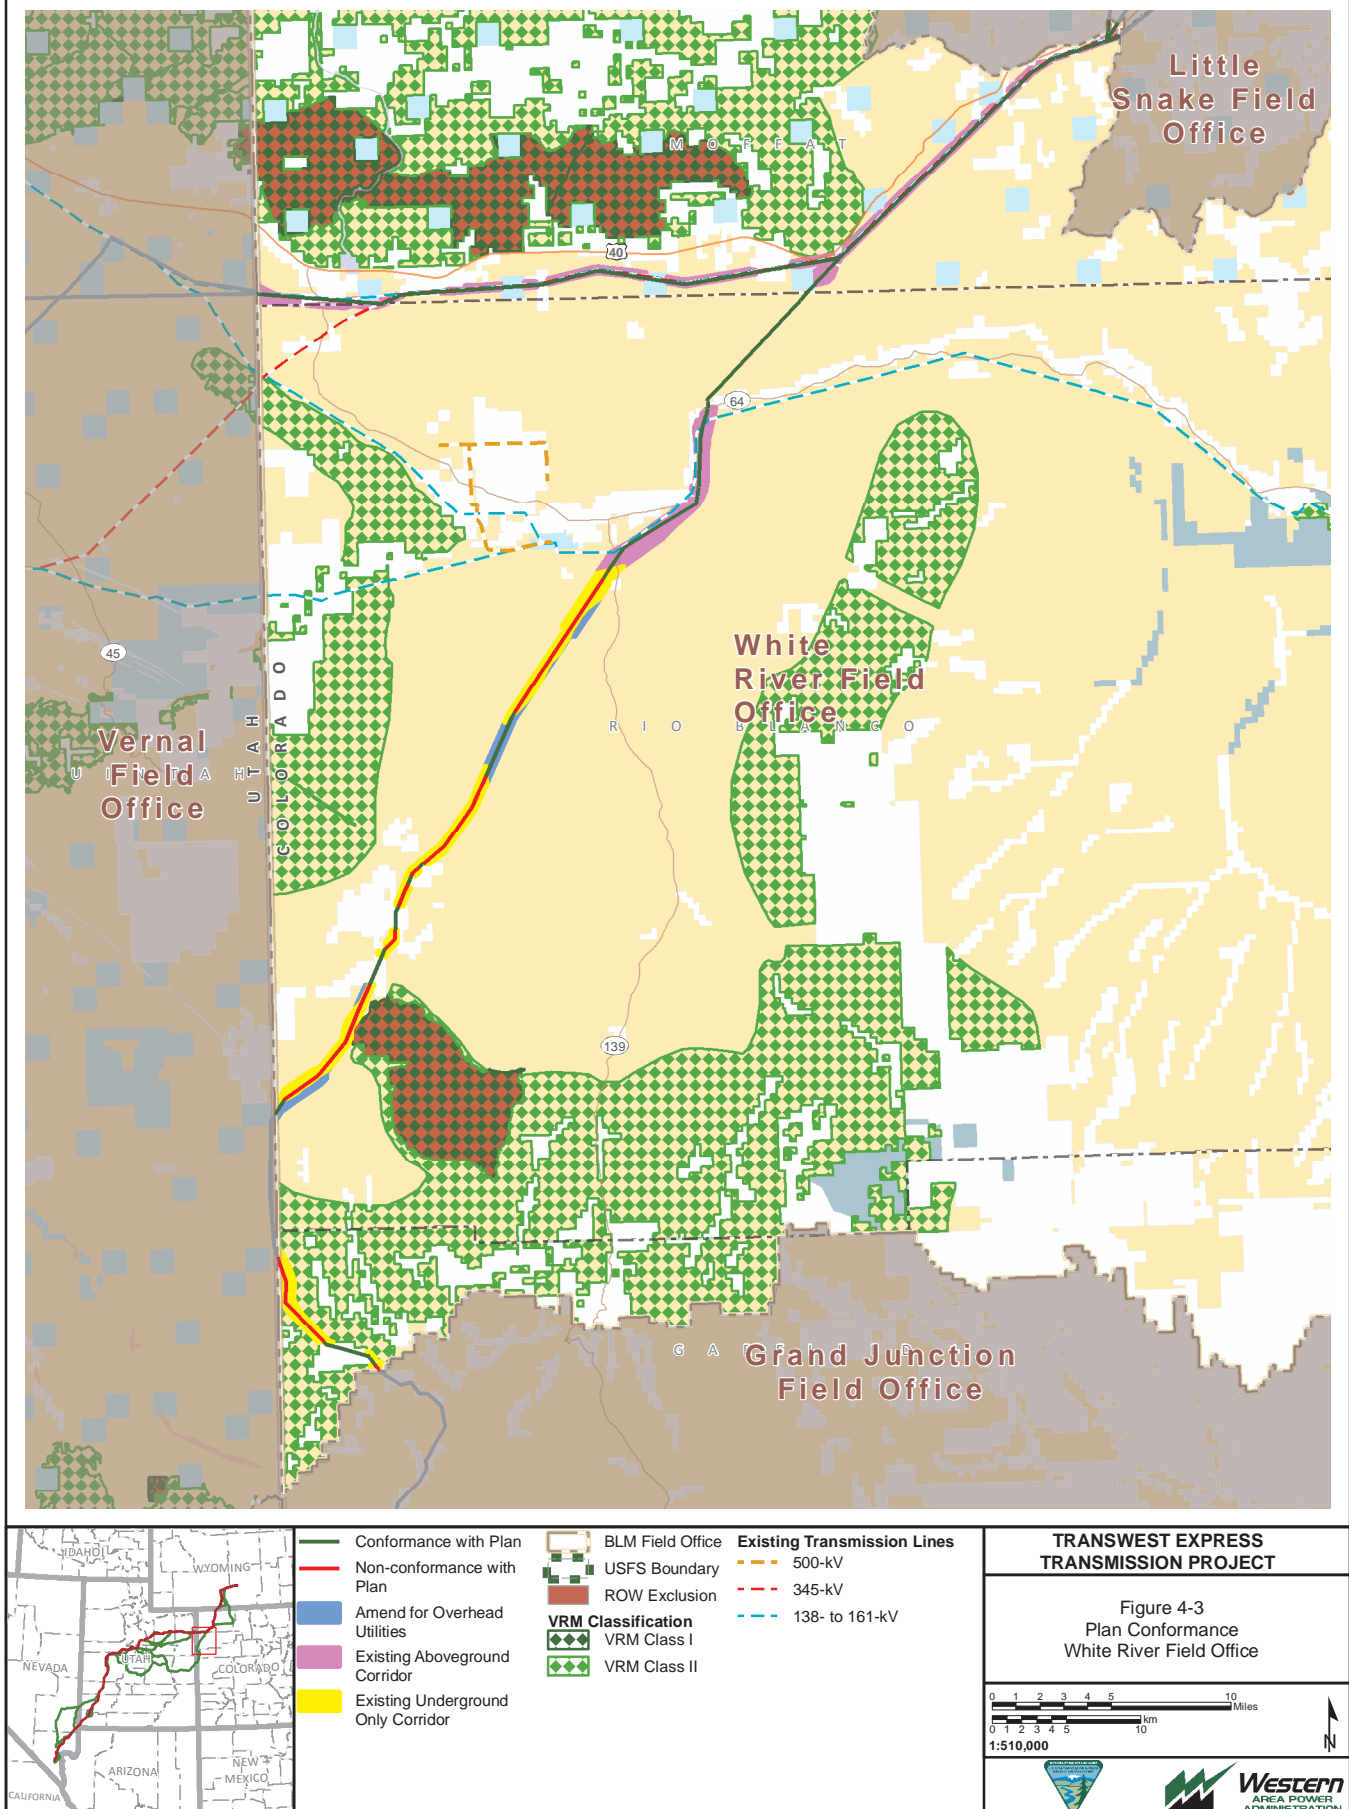 Little
Snake Field
Office
M O F F A T
40
64
45
White
River Field
Office
R I O B L A N C O
Vernal
Field
Office
U I N T A H
UTAH
COLORADO
139
Grand Junction
Field Office
IDAHO
WYOMING
NEVADA
UTAH
COLORADO
ARIZONA
NEW
MEXICO
CALIFORNIA
Conformance with Plan
Non-conformance with
Plan
Amend for Overhead
Utilities
Existing Aboveground
Corridor
Existing Underground
Only Corridor
BLM Field Office
USFS Boundary
ROW Exclusion
VRM Classification
VRM Class I
VRM Class II
Existing Transmission Lines
500-kV
345-kV
138- to 161-kV
TRANSWEST EXPRESS
TRANSMISSION PROJECT
Figure 4-3
Plan Conformance
White River Field Office
0 1 2 3 4 5 10
Miles
km
0 1 2 3 4 5 10
1:510,000
N
Western
AREA POWER
ADMINISTRATION